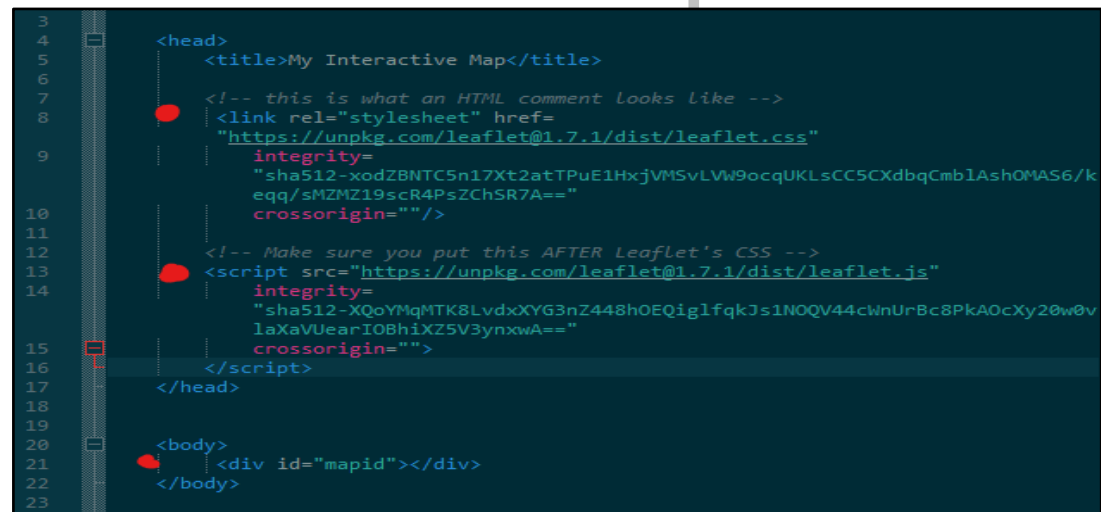 3
4 <head>
5 <title>My Interactive Map</title>
6
7 <!-- this is what an HTML comment looks like -->
8 <link rel="stylesheet" href=
"https://unpkg.com/leaflet@1.7.1/dist/leaflet.css"
9 integrity=
"sha512-xodZBNTC5n17Xt2atTPuE1HxjVMSvLVW9ocqUKLsCC5CXdbqCmblAshOMAS6/k
eqq/sMZMZ19scR4PsZChSR7A=="
10 crossorigin=""/>
11
12 <!-- Make sure you put this AFTER Leaflet's CSS -->
13 <script src="https://unpkg.com/leaflet@1.7.1/dist/leaflet.js"
14 integrity=
"sha512-XQoYMqMTK8LvdxXYG3nZ448hOEQiglfqkJs1NOQV44cWnUrBc8PkAOcXy20w0v
laXaVUearIOBhiXZ5V3ynxwA=="
15 crossorigin="">
16 </script>
17 </head>
18
19
20 <body>
21 <div id="mapid"></div>
22 </body>
23